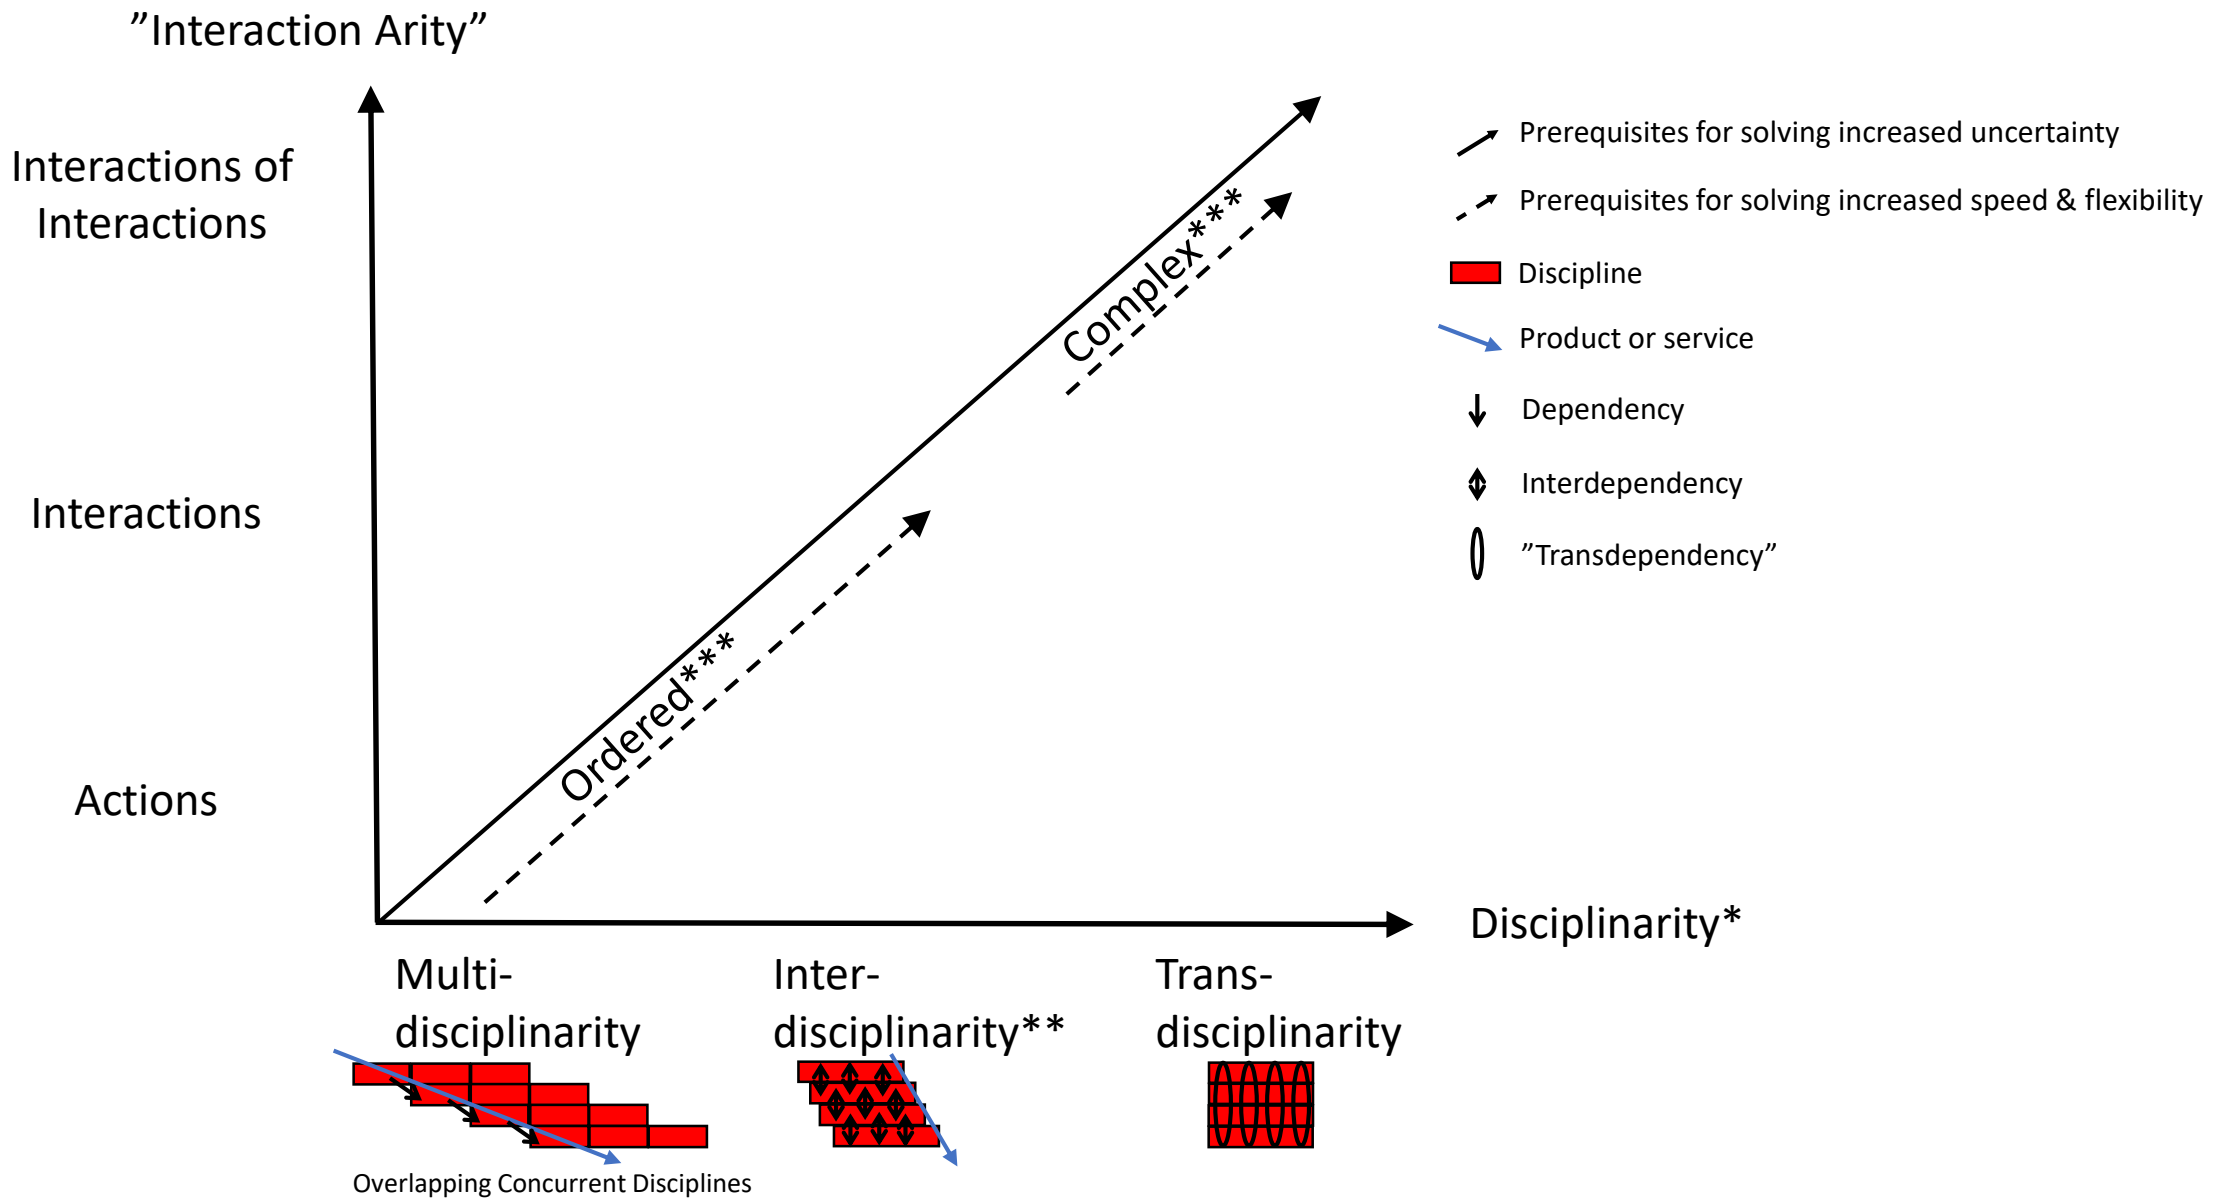 ”Interaction Arity”
Interactions of
Interactions
Interactions
Actions
Ordered***
Complex***
Prerequisites for solving increased uncertainty
Prerequisites for solving increased speed & flexibility
Discipline
Product or service
Dependency
Interdependency
”Transdependency”
Disciplinarity*
Multi-
disciplinarity
Inter-
disciplinarity**
Trans-
disciplinarity
Overlapping Concurrent Disciplines